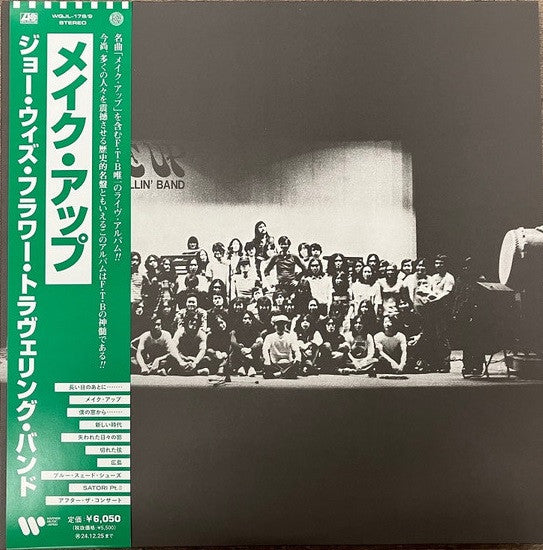 WQJL-178/9
STEREO
メイク・アップ
ジョー・ウィズ・フラワー・トラヴェリング・バンド
名曲「メイク・アップ」を含むF・T・B唯一のライヴ・アルバム!!
今尚、多くの人々を震撼させる歴史的名盤ともいえるこのアルバムはF・T・Bの神髄である!!
LLIN' BAND
長い日のあとに……
メイク・アップ
僕の窓から……
新しい時代
失われた日々の影
切れた弦
広島
ブルー・スェード・シューズ
SATORI Pt.Ⅱ
アフター・ザ・コンサート
定価:¥6,050
(税抜価格:¥5,500)
24.12.25まで